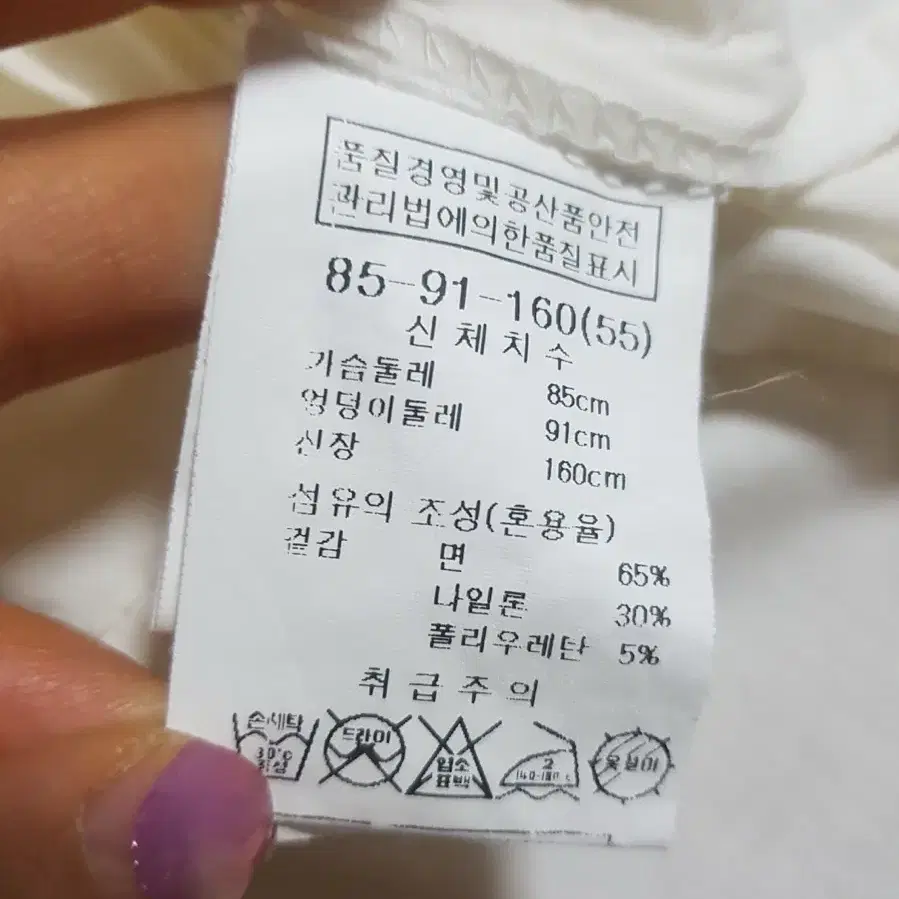 품질경영및공산품안전
관리법에의한품질표시
85-91-160(55)
신체치수
가슴둘레 85cm
엉덩이둘레 91cm
신장 160cm
섬유의 조성(혼용율)
겉감 면 65%
나일론 30%
폴리우레탄 5%
취급주의
손세탁 드라이 염소 2 옷걸이
30°C 표백